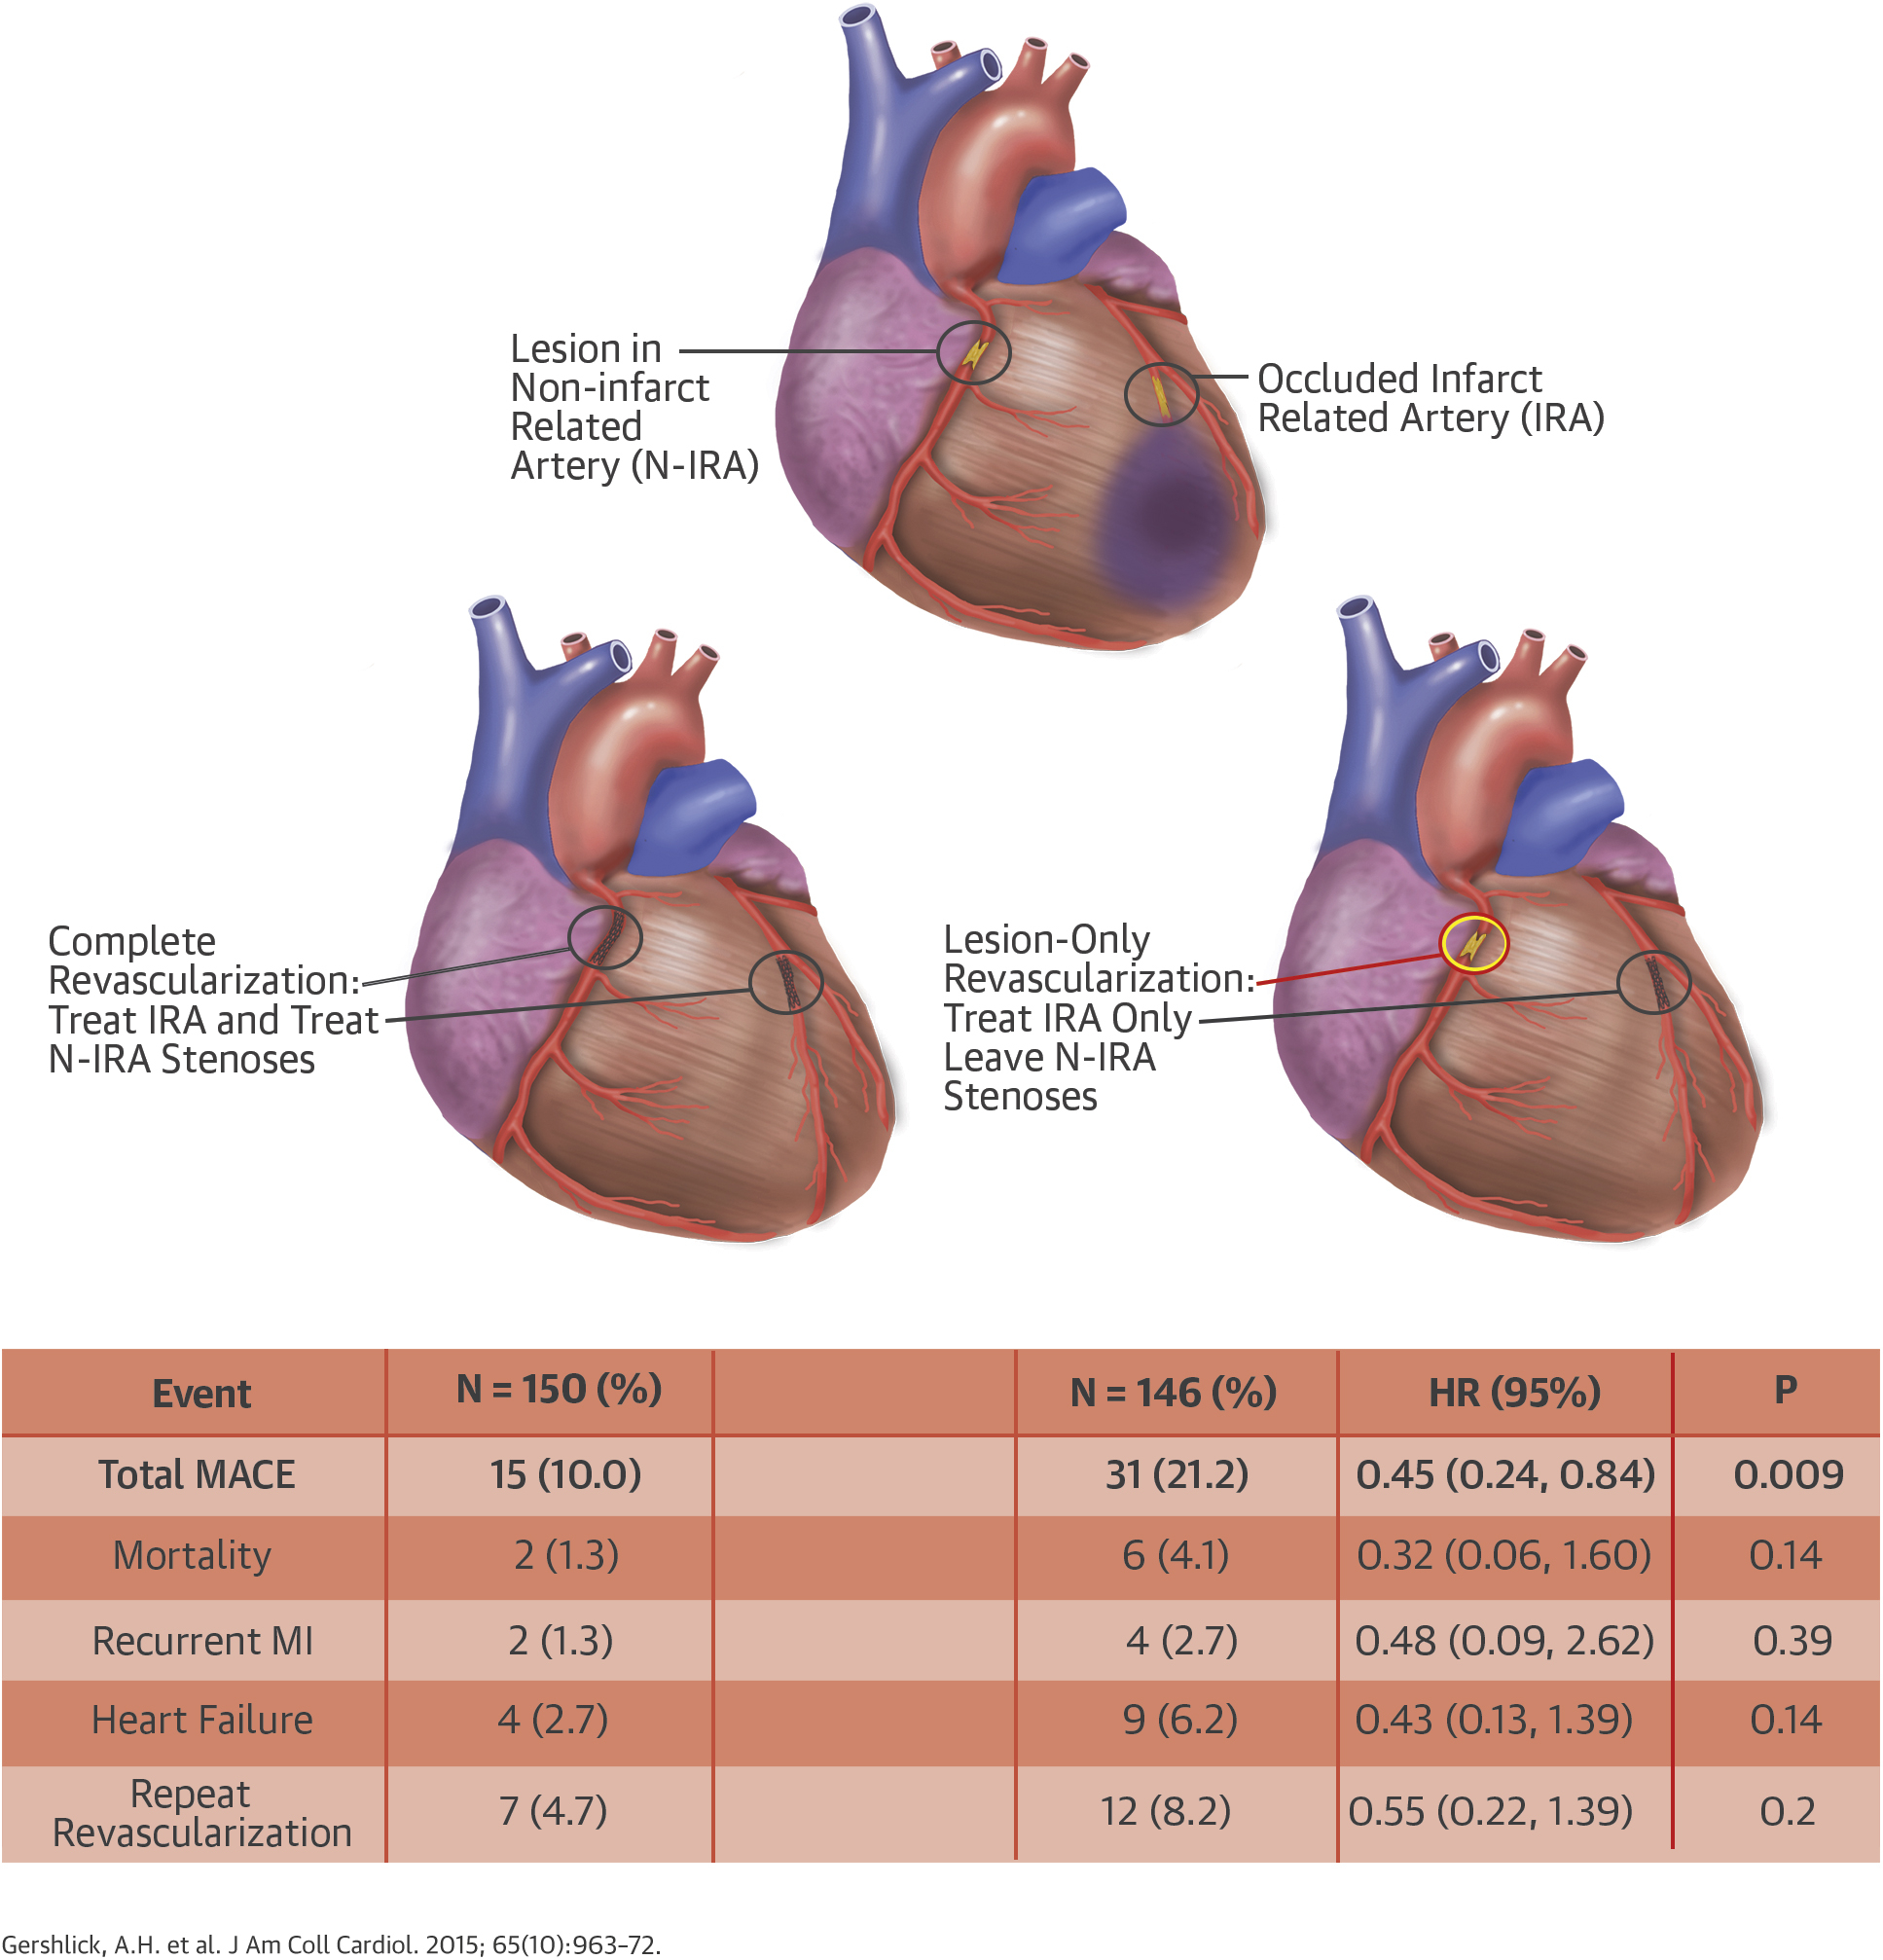 Lesion in
Non-infarct
Related
Artery (N-IRA)
Occluded Infarct
Related Artery (IRA)
Complete
Revascularization:
Treat IRA and Treat
N-IRA Stenoses
Lesion-Only
Revascularization:
Treat IRA Only
Leave N-IRA
Stenoses
Event N = 150 (%) N = 146 (%) HR (95%) P
Total MACE 15 (10.0) 31 (21.2) 0.45 (0.24, 0.84) 0.009
Mortality 2 (1.3) 6 (4.1) 0.32 (0.06, 1.60) 0.14
Recurrent MI 2 (1.3) 4 (2.7) 0.48 (0.09, 2.62) 0.39
Heart Failure 4 (2.7) 9 (6.2) 0.43 (0.13, 1.39) 0.14
Repeat
Revascularization 7 (4.7) 12 (8.2) 0.55 (0.22, 1.39) 0.2
Gershlick, A.H. et al. J Am Coll Cardiol. 2015; 65(10):963–72.